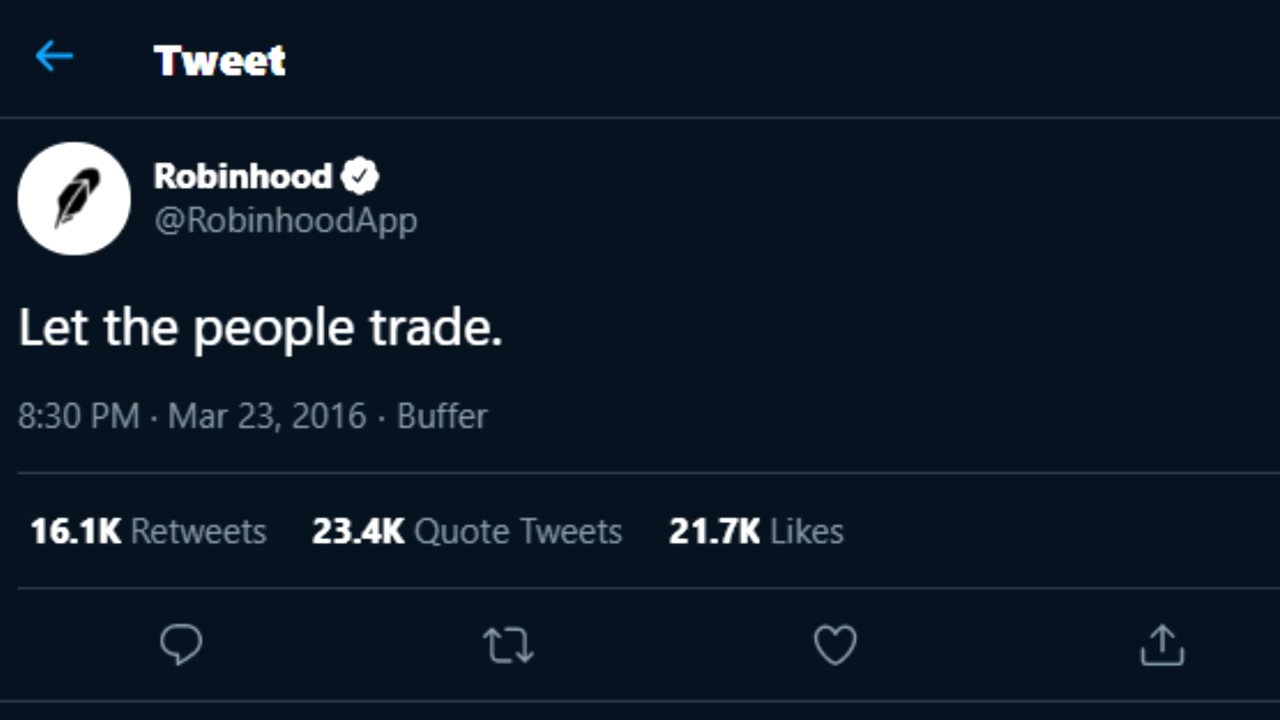 Tweet
Robinhood
@RobinhoodApp
Let the people trade.
8:30 PM · Mar 23, 2016 · Buffer
16.1K Retweets 23.4K Quote Tweets 21.7K Likes